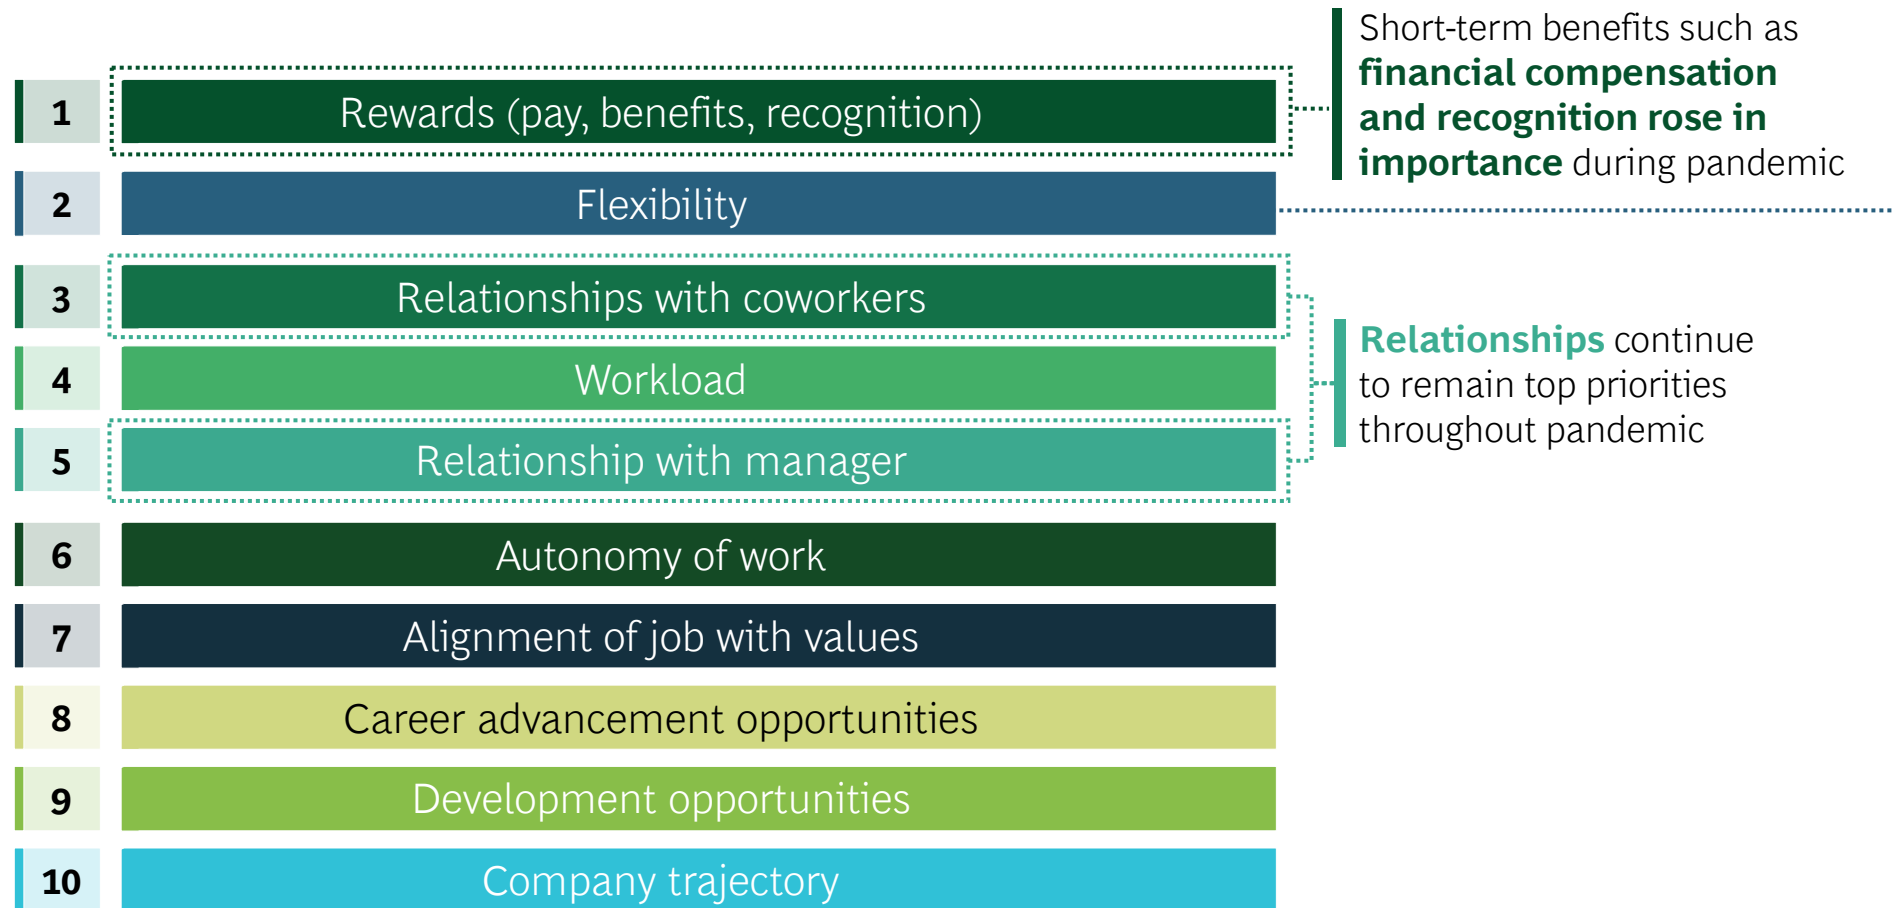 1
Rewards (pay, benefits, recognition)
Short-term benefits such as
financial compensation
and recognition rose in
importance during pandemic
2
Flexibility
3
Relationships with coworkers
4
Workload
5
Relationship with manager
Relationships continue
to remain top priorities
throughout pandemic
6
Autonomy of work
7
Alignment of job with values
8
Career advancement opportunities
9
Development opportunities
10
Company trajectory